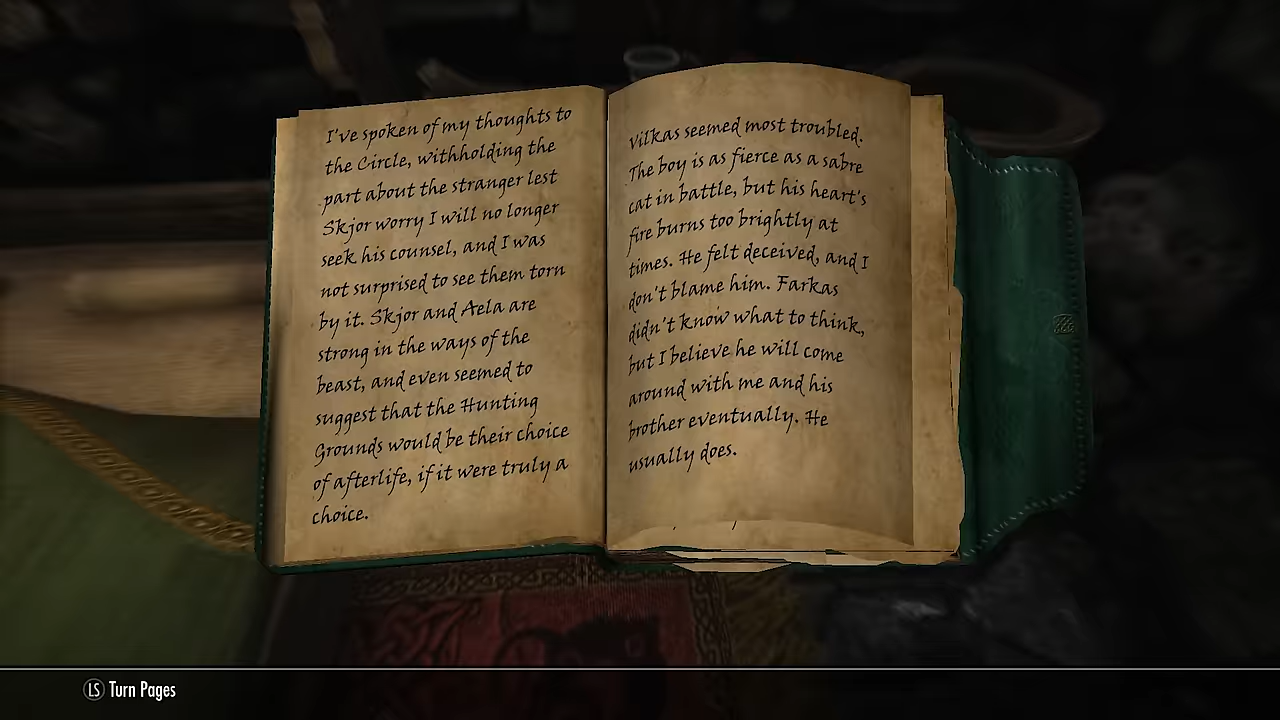 I've spoken of my thoughts to
the Circle, withholding the
part about the stranger lest
Skjor worry I will no longer
seek his counsel, and I was
not surprised to see them torn
by it. Skjor and Aela are
strong in the ways of the
beast, and even seemed to
suggest that the Hunting
Grounds would be their choice
of afterlife, if it were truly a
choice.
Vilkas seemed most troubled.
The boy is as fierce as a sabre
cat in battle, but his heart's
fire burns too brightly at
times. He felt deceived, and I
don't blame him. Farkas
didn't know what to think,
but I believe he will come
around with me and his
brother eventually. He
usually does.
LS Turn Pages